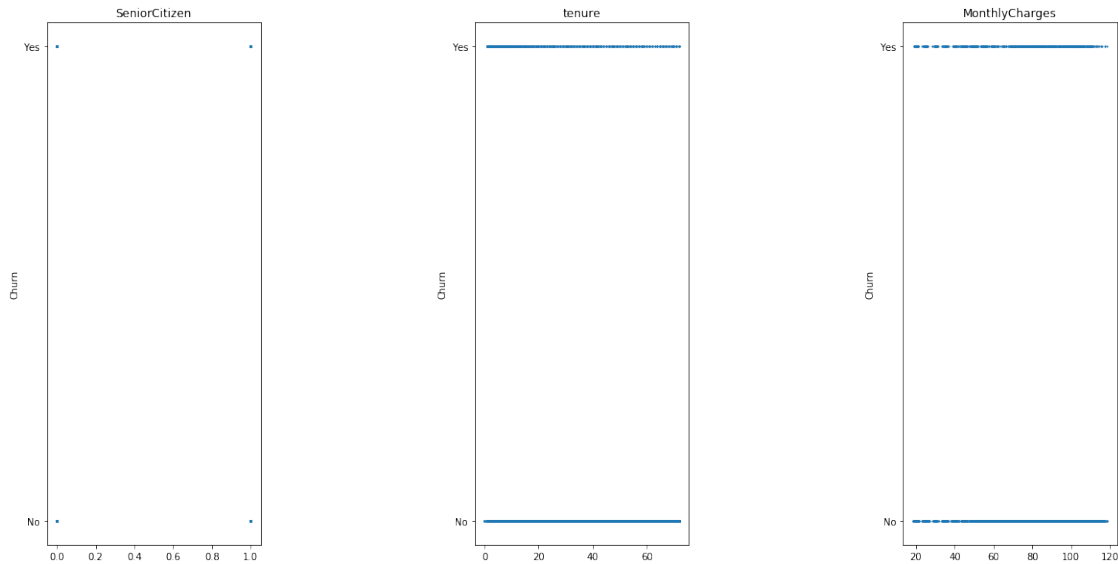 SeniorCitizen
Yes
Churn
No
0.0 0.2 0.4 0.6 0.8 1.0
tenure
Yes
Churn
No
0 20 40 60
MonthlyCharges
Yes
Churn
No
20 40 60 80 100 120